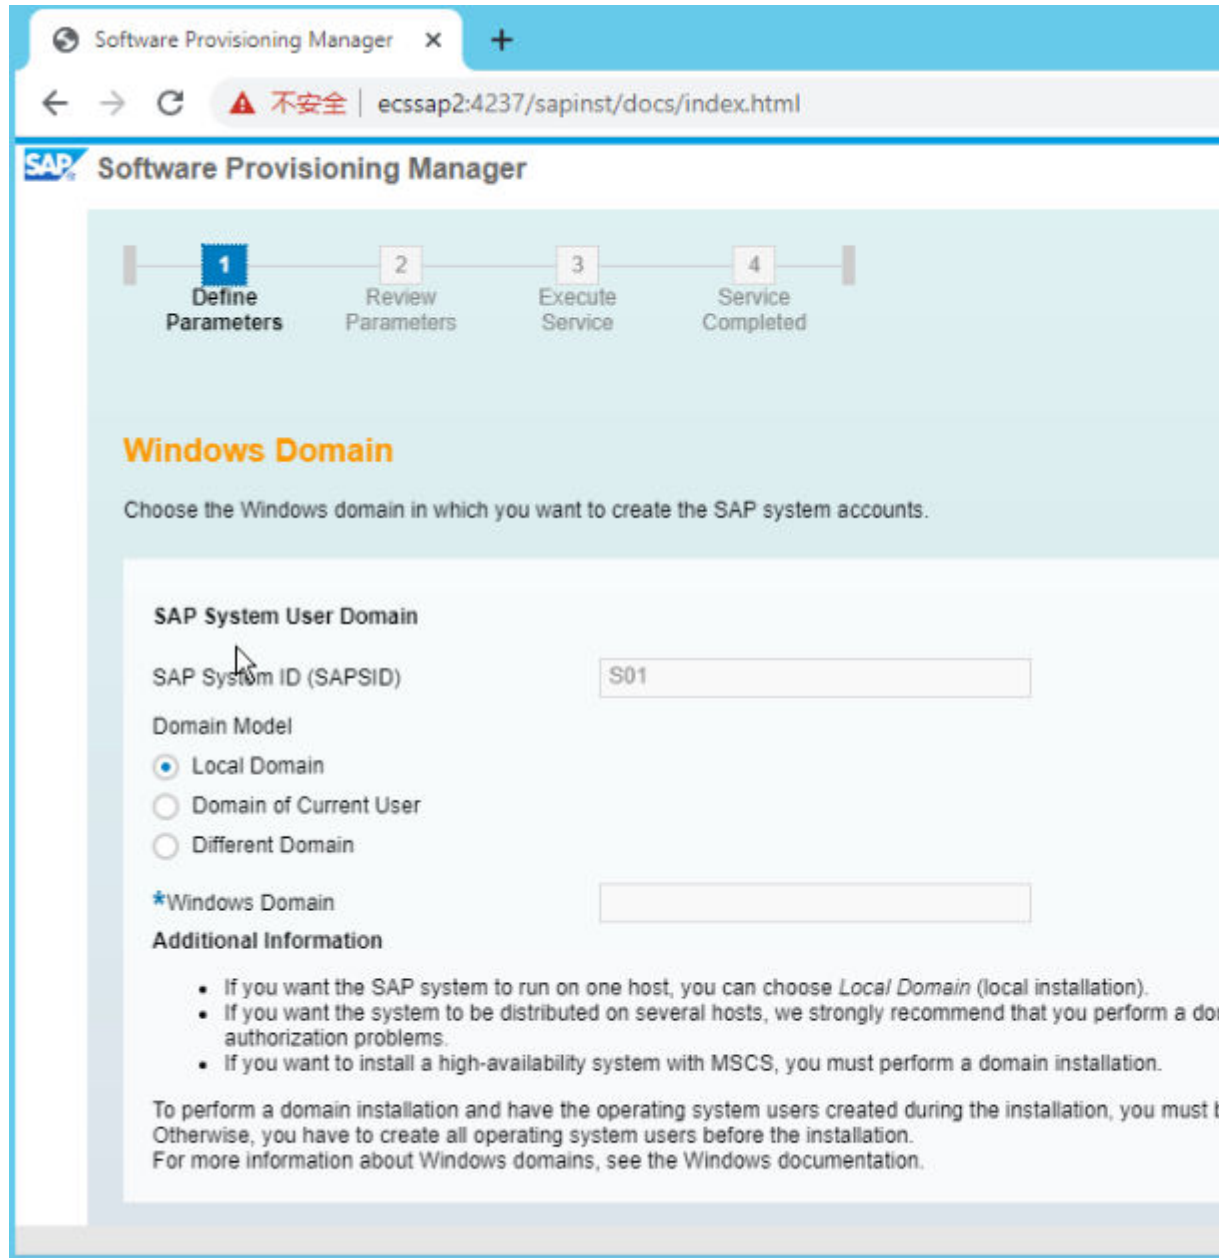 Software Provisioning Manager
不安全 | ecssap2:4237/sapinst/docs/index.html
SAP Software Provisioning Manager
1 2 3 4
Define Parameters
Review Parameters
Execute Service
Service Completed
Windows Domain
Choose the Windows domain in which you want to create the SAP system accounts.
SAP System User Domain
SAP System ID (SAPSID) S01
Domain Model
Local Domain
Domain of Current User
Different Domain
*Windows Domain
Additional Information
• If you want the SAP system to run on one host, you can choose Local Domain (local installation).
• If you want the system to be distributed on several hosts, we strongly recommend that you perform a
authorization problems.
• If you want to install a high-availability system with MSCS, you must perform a domain installation.
To perform a domain installation and have the operating system users created during the installation, you must
Otherwise, you have to create all operating system users before the installation.
For more information about Windows domains, see the Windows documentation.